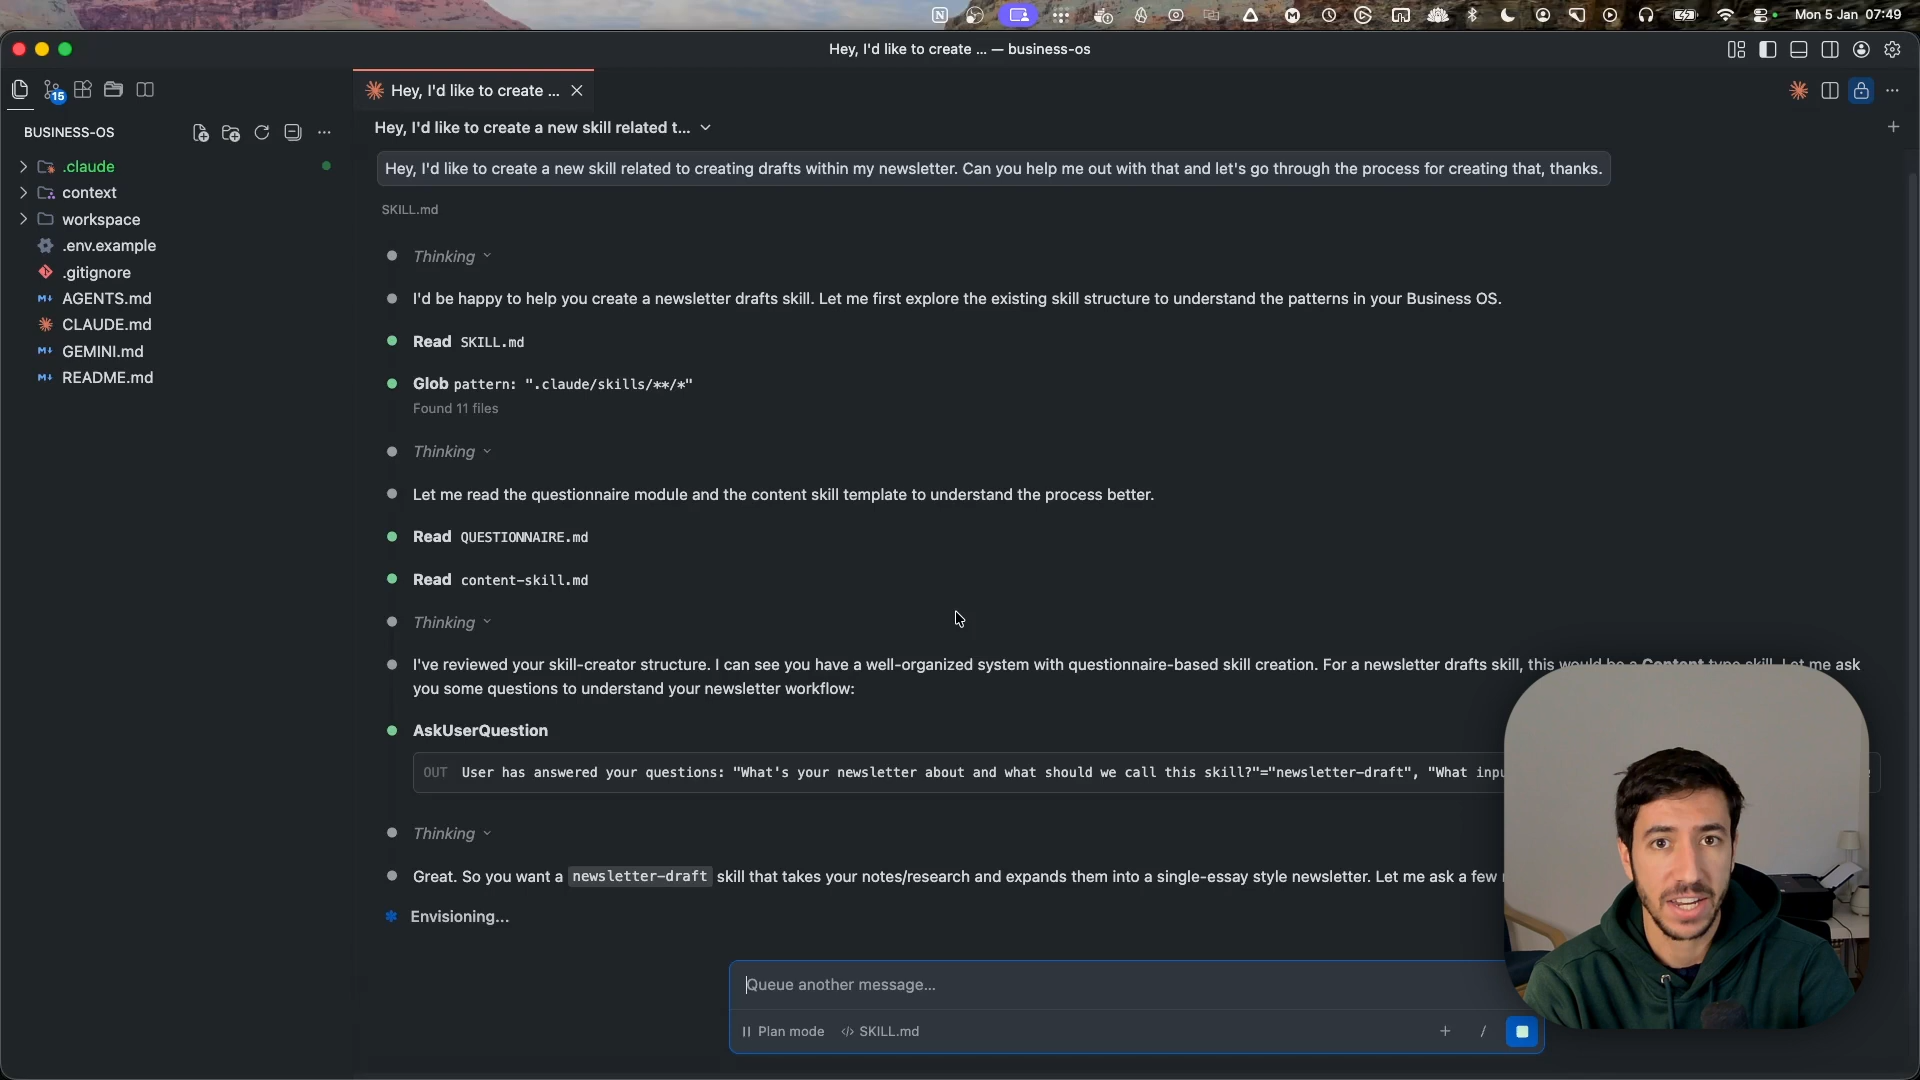 Mon 5 Jan 07:49
Hey, I'd like to create ... — business-os
15
Hey, I'd like to create ...
BUSINESS-OS
Hey, I'd like to create a new skill related t...
.claude
context
workspace
.env.example
.gitignore
AGENTS.md
CLAUDE.md
GEMINI.md
README.md
Hey, I'd like to create a new skill related to creating drafts within my newsletter. Can you help me out with that and let's go through the process for creating that, thanks.
SKILL.md
Thinking
I'd be happy to help you create a newsletter drafts skill. Let me first explore the existing skill structure to understand the patterns in your Business OS.
Read SKILL.md
Glob pattern: ".claude/skills/**/*"
Found 11 files
Thinking
Let me read the questionnaire module and the content skill template to understand the process better.
Read QUESTIONNAIRE.md
Read content-skill.md
Thinking
I've reviewed your skill-creator structure. I can see you have a well-organized system with questionnaire-based skill creation. For a newsletter drafts skill, this would be a Content type skill. Let me ask
you some questions to understand your newsletter workflow:
AskUserQuestion
OUT User has answered your questions: "What's your newsletter about and what should we call this skill?"="newsletter-draft", "What inpu
Thinking
Great. So you want a newsletter-draft skill that takes your notes/research and expands them into a single-essay style newsletter. Let me ask a few
Envisioning...
Queue another message...
Plan mode </> SKILL.md + /